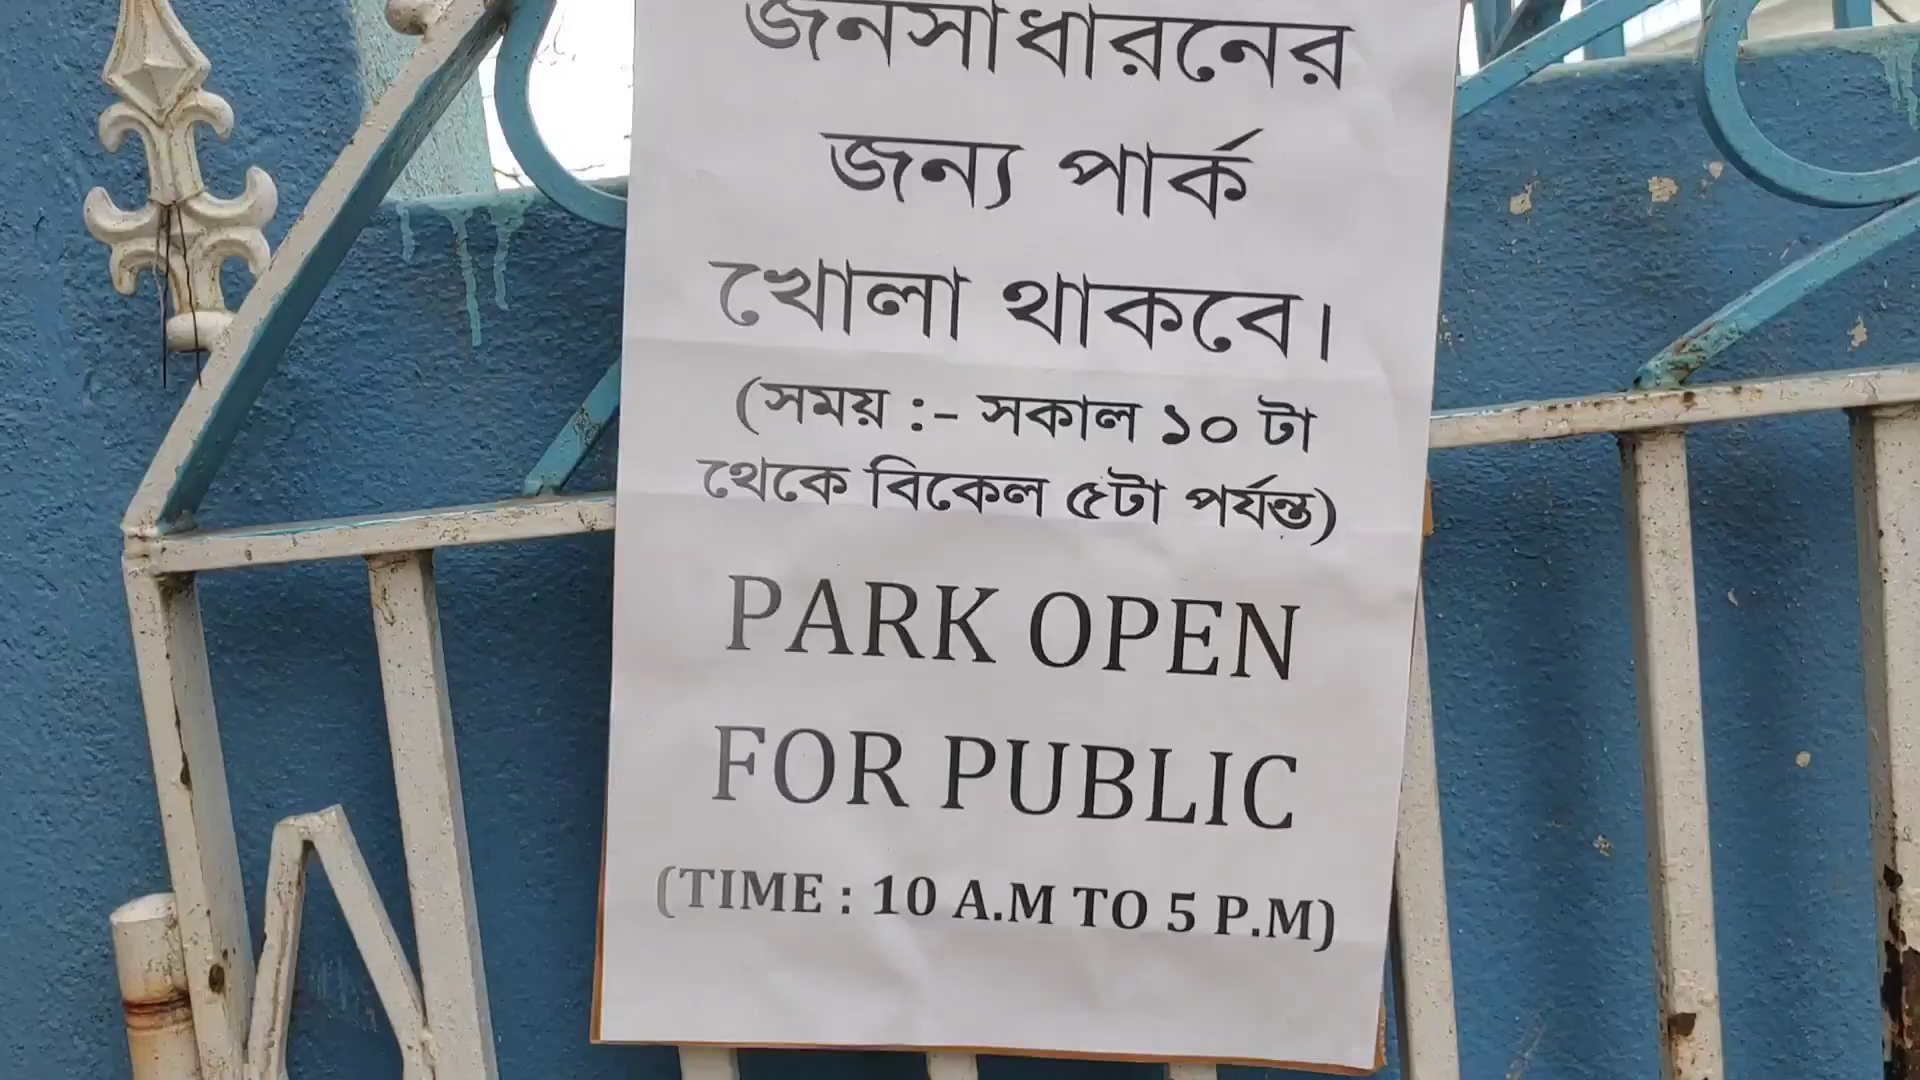 জনসাধারনের
জন্য পার্ক
খোলা থাকবে।
(সময় :- সকাল ১০ টা
থেকে বিকেল ৫টা পর্যন্ত)
PARK OPEN
FOR PUBLIC
(TIME : 10 A.M TO 5 P.M)